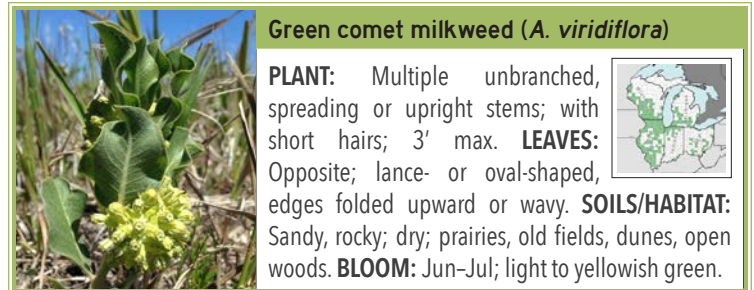 Green comet milkweed (A. viridiflora)
PLANT: Multiple unbranched,
spreading or upright stems; with
short hairs; 3′ max. LEAVES:
Opposite; lance- or oval-shaped,
edges folded upward or wavy. SOILS/HABITAT:
Sandy, rocky; dry; prairies, old fields, dunes, open
woods. BLOOM: Jun–Jul; light to yellowish green.